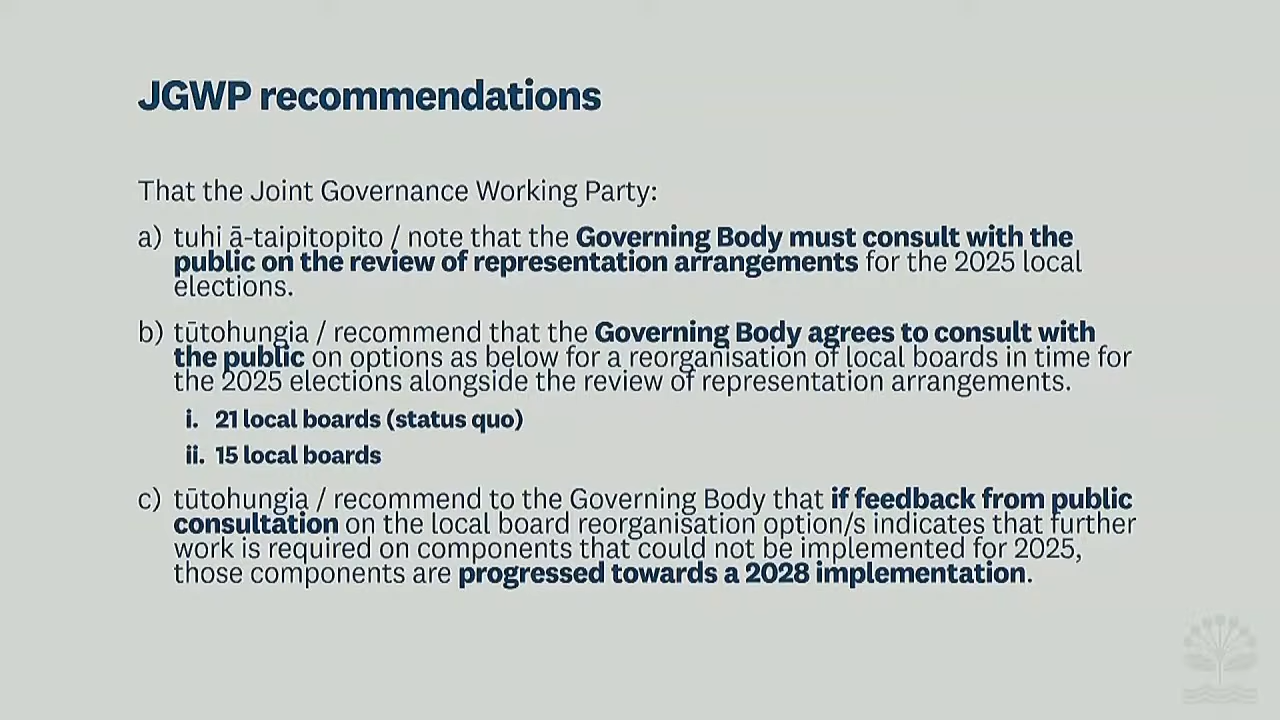 JGWP recommendations
That the Joint Governance Working Party:
a) tuhi ā-taipitopito / note that the Governing Body must consult with the
public on the review of representation arrangements for the 2025 local
elections.
b) tūtohungia / recommend that the Governing Body agrees to consult with
the public on options as below for a reorganisation of local boards in time for
the 2025 elections alongside the review of representation arrangements.
i. 21 local boards (status quo)
ii. 15 local boards
c) tūtohungia / recommend to the Governing Body that if feedback from public
consultation on the local board reorganisation option/s indicates that further
work is required on components that could not be implemented for 2025,
those components are progressed towards a 2028 implementation.